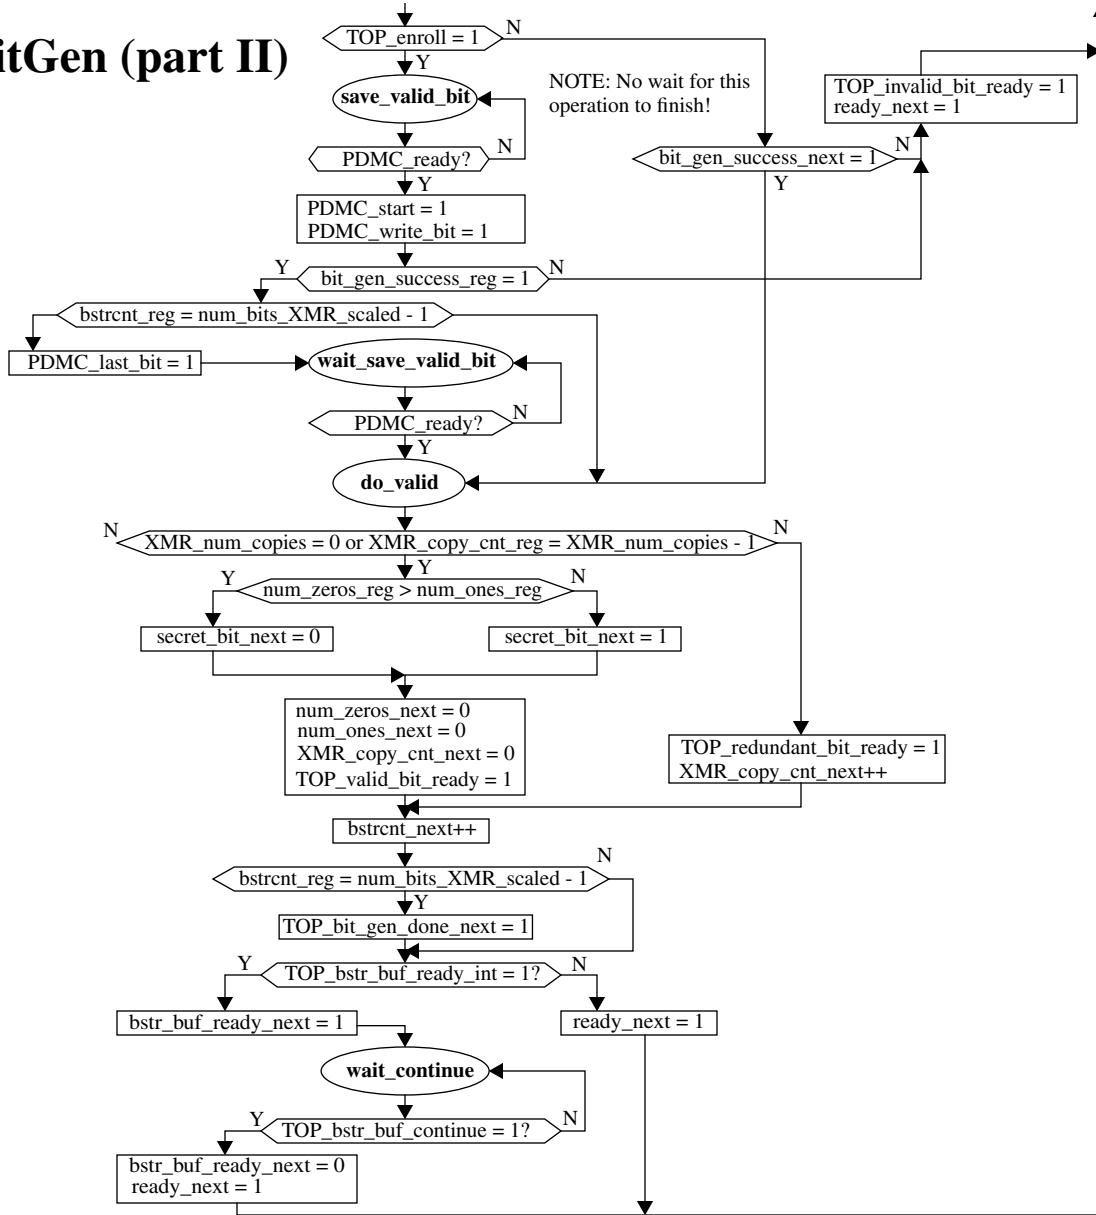 itGen (part II)
TOP_enroll = 1
N
Y
save_valid_bit
NOTE: No wait for this
operation to finish!
TOP_invalid_bit_ready = 1
ready_next = 1
PDMC_ready?
N
bit_gen_success_next = 1
N
Y
Y
PDMC_start = 1
PDMC_write_bit = 1
Y
bit_gen_success_reg = 1
N
bstrcnt_reg = num_bits_XMR_scaled - 1
PDMC_last_bit = 1
wait_save_valid_bit
PDMC_ready?
N
Y
do_valid
N
XMR_num_copies = 0 or XMR_copy_cnt_reg = XMR_num_copies - 1
N
Y
Y
num_zeros_reg > num_ones_reg
N
secret_bit_next = 0
secret_bit_next = 1
num_zeros_next = 0
num_ones_next = 0
XMR_copy_cnt_next = 0
TOP_valid_bit_ready = 1
TOP_redundant_bit_ready = 1
XMR_copy_cnt_next++
bstrcnt_next++
N
bstrcnt_reg = num_bits_XMR_scaled - 1
Y
TOP_bit_gen_done_next = 1
Y
TOP_bstr_buf_ready_int = 1?
N
bstr_buf_ready_next = 1
ready_next = 1
wait_continue
Y
TOP_bstr_buf_continue = 1?
N
bstr_buf_ready_next = 0
ready_next = 1